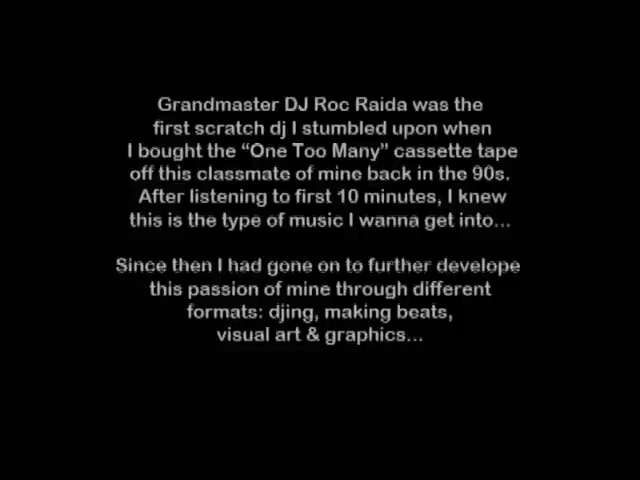 Grandmaster DJ Roc Raida was the
first scratch dj I stumbled upon when
I bought the “One Too Many” cassette tape
off this classmate of mine back in the 90s.
After listening to first 10 minutes, I knew
this is the type of music I wanna get into...
Since then I had gone on to further develope
this passion of mine through different
formats: djing, making beats,
visual art & graphics...